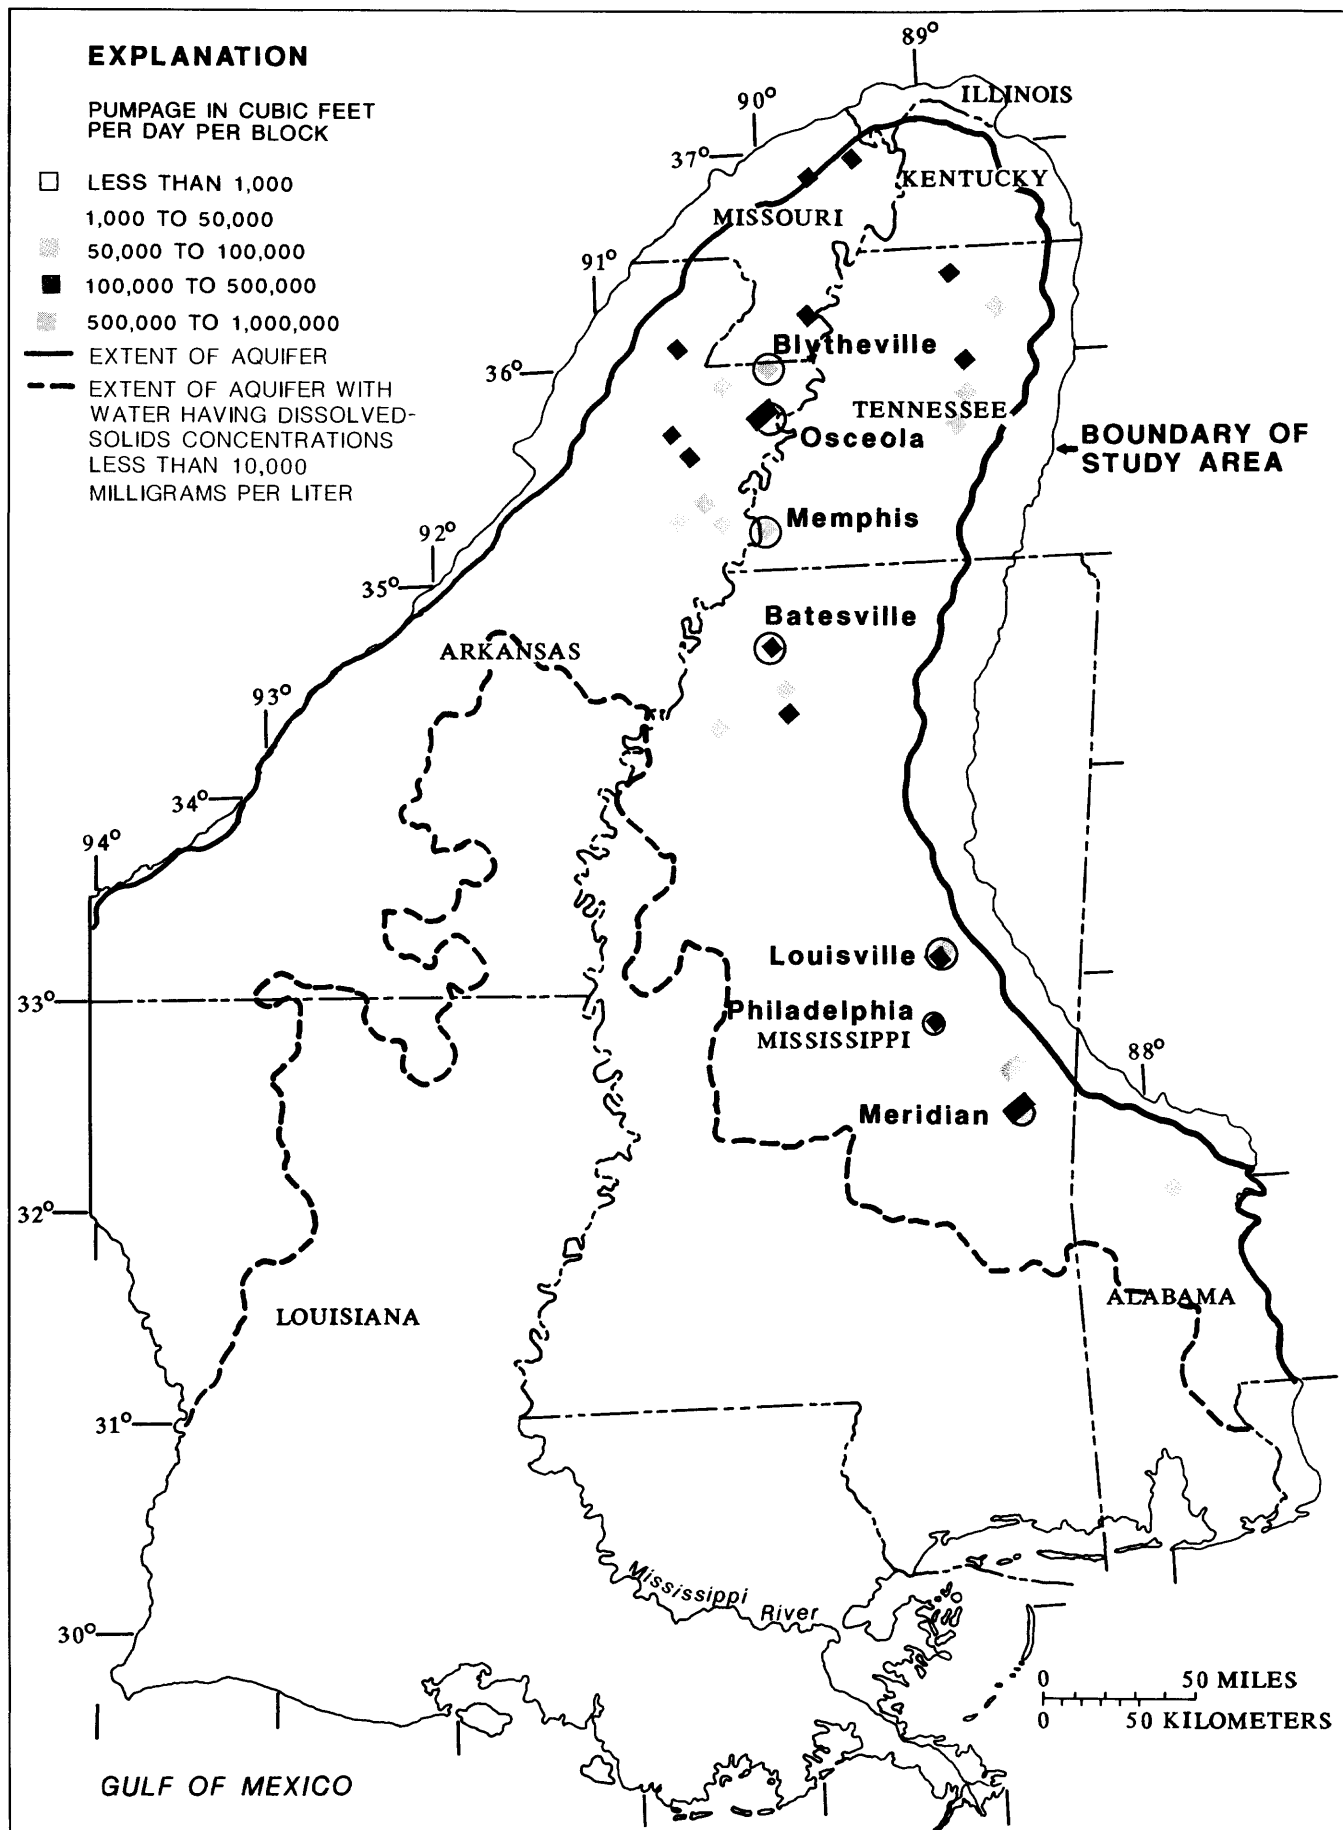 EXPLANATION
PUMPAGE IN CUBIC FEET
PER DAY PER BLOCK
LESS THAN 1,000
1,000 TO 50,000
50,000 TO 100,000
100,000 TO 500,000
500,000 TO 1,000,000
EXTENT OF AQUIFER
EXTENT OF AQUIFER WITH
WATER HAVING DISSOLVED-
SOLIDS CONCENTRATIONS
LESS THAN 10,000
MILLIGRAMS PER LITER
89°
ILLINOIS
90°
37°
KENTUCKY
MISSOURI
91°
Blytheville
36°
TENNESSEE
Osceola
BOUNDARY OF
STUDY AREA
Memphis
92°
35°
Batesville
ARKANSAS
93°
34°
94°
Louisville
33°
Philadelphia
MISSISSIPPI
88°
Meridian
32°
ALABAMA
LOUISIANA
31°
Mississippi River
30°
0 50 MILES
0 50 KILOMETERS
GULF OF MEXICO